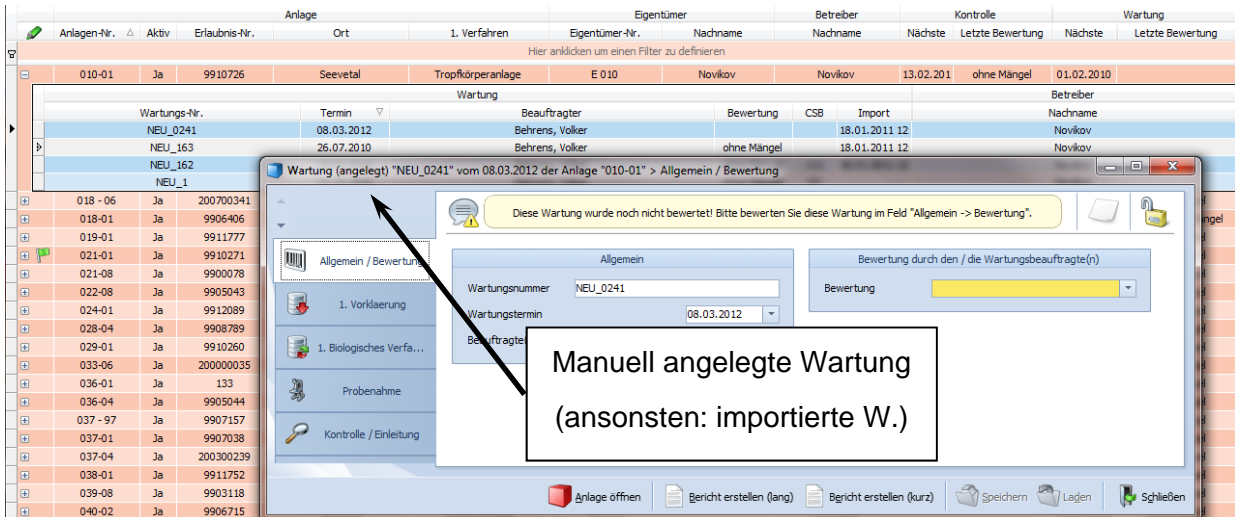 Anlage Eigentümer Betreiber Kontrolle Wartung
Anlagen-Nr. Aktiv Erlaubnis-Nr. Ort 1. Verfahren Eigentümer-Nr. Nachname Nachname Nächste Letzte Bewertung Nächste Letzte Bewertung
Hier anklicken um einen Filter zu definieren
010-01 Ja 9910726 Seevetal Tropfkörperanlage E 010 Novikov Novikov 13.02.201 ohne Mängel 01.02.2010
Wartung Betreiber
Wartungs-Nr. Termin Beauftragter Bewertung CSB Import Nachname
NEU_0241 08.03.2012 Behrens, Volker 18.01.2011 12 Novikov
NEU_163 26.07.2010 Behrens, Volker ohne Mängel 18.01.2011 12 Novikov
NEU_162
NEU_1
Wartung (angelegt) "NEU_0241" vom 08.03.2012 der Anlage "010-01" > Allgemein / Bewertung
018 - 06 Ja 200700341
018-01 Ja 9906406
019-01 Ja 9911777
021-01 Ja 9910271
021-08 Ja 9900078
022-08 Ja 9905043
024-01 Ja 9912089
028-04 Ja 9908789
029-01 Ja 9910260
033-06 Ja 200000035
036-01 Ja 133
036-04 Ja 9905044
037 - 97 Ja 9907157
037-01 Ja 9907038
037-04 Ja 200300239
038-01 Ja 9911752
039-08 Ja 9903118
040-02 Ja 9906715
Diese Wartung wurde noch nicht bewertet! Bitte bewerten Sie diese Wartung im Feld "Allgemein -> Bewertung".
Allgemein / Bewertung
1. Vorklaerung
1. Biologisches Verfa...
Probenahme
Kontrolle / Einleitung
Allgemein
Wartungsnummer NEU_0241
Wartungstermin 08.03.2012
Bewertung durch den / die Wartungsbeauftragte(n)
Bewertung
Manuell angelegte Wartung
(ansonsten: importierte W.)
Anlage öffnen Bericht erstellen (lang) Bericht erstellen (kurz) Speichern Laden Schließen